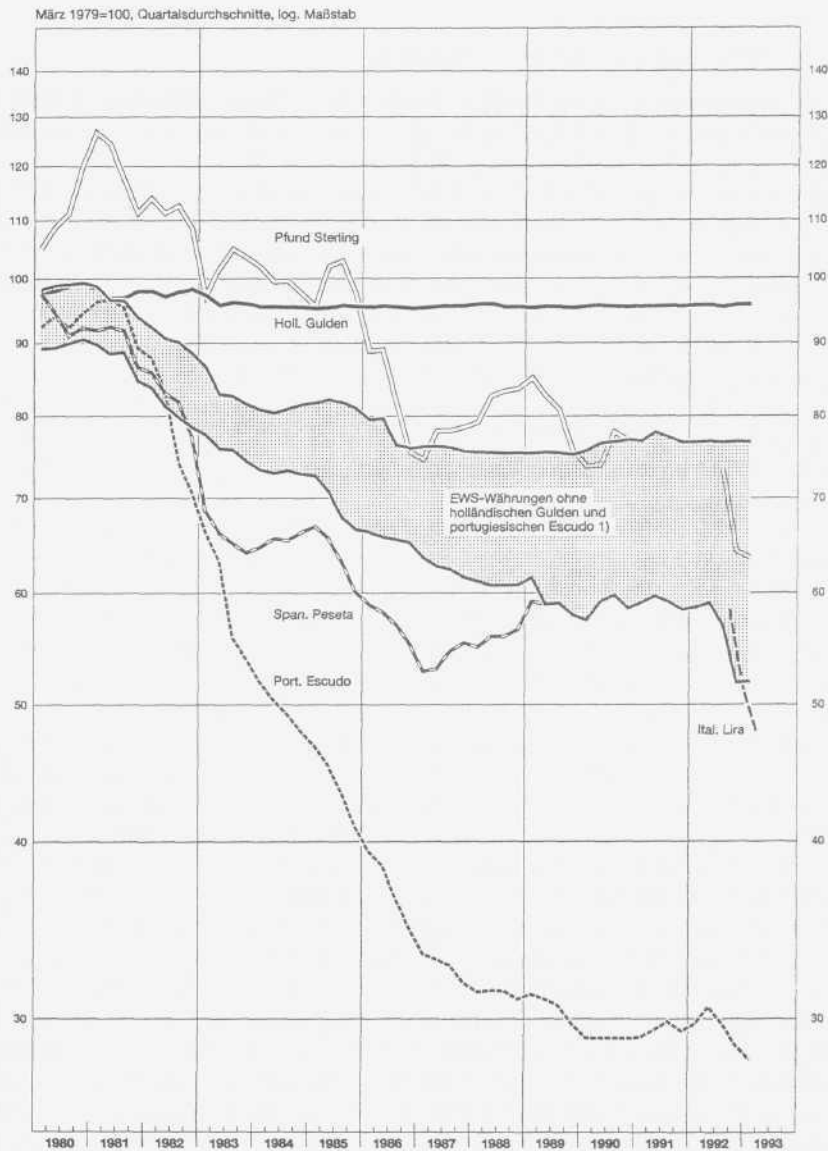 März 1979=100, Quartalsdurchschnitte, log. Maßstab
140 140
130 130
120 120
110 110
Pfund Sterling
100 100
Holl. Gulden
90 90
80 80
70 70
EWS-Währungen ohne
holländischen Gulden und
portugiesischen Escudo 1)
60 60
Span. Peseta
Port. Escudo
50 50
Ital. Lira
40 40
30 30
1980 1981 1982 1983 1984 1985 1986 1987 1988 1989 1990 1991 1992 1993